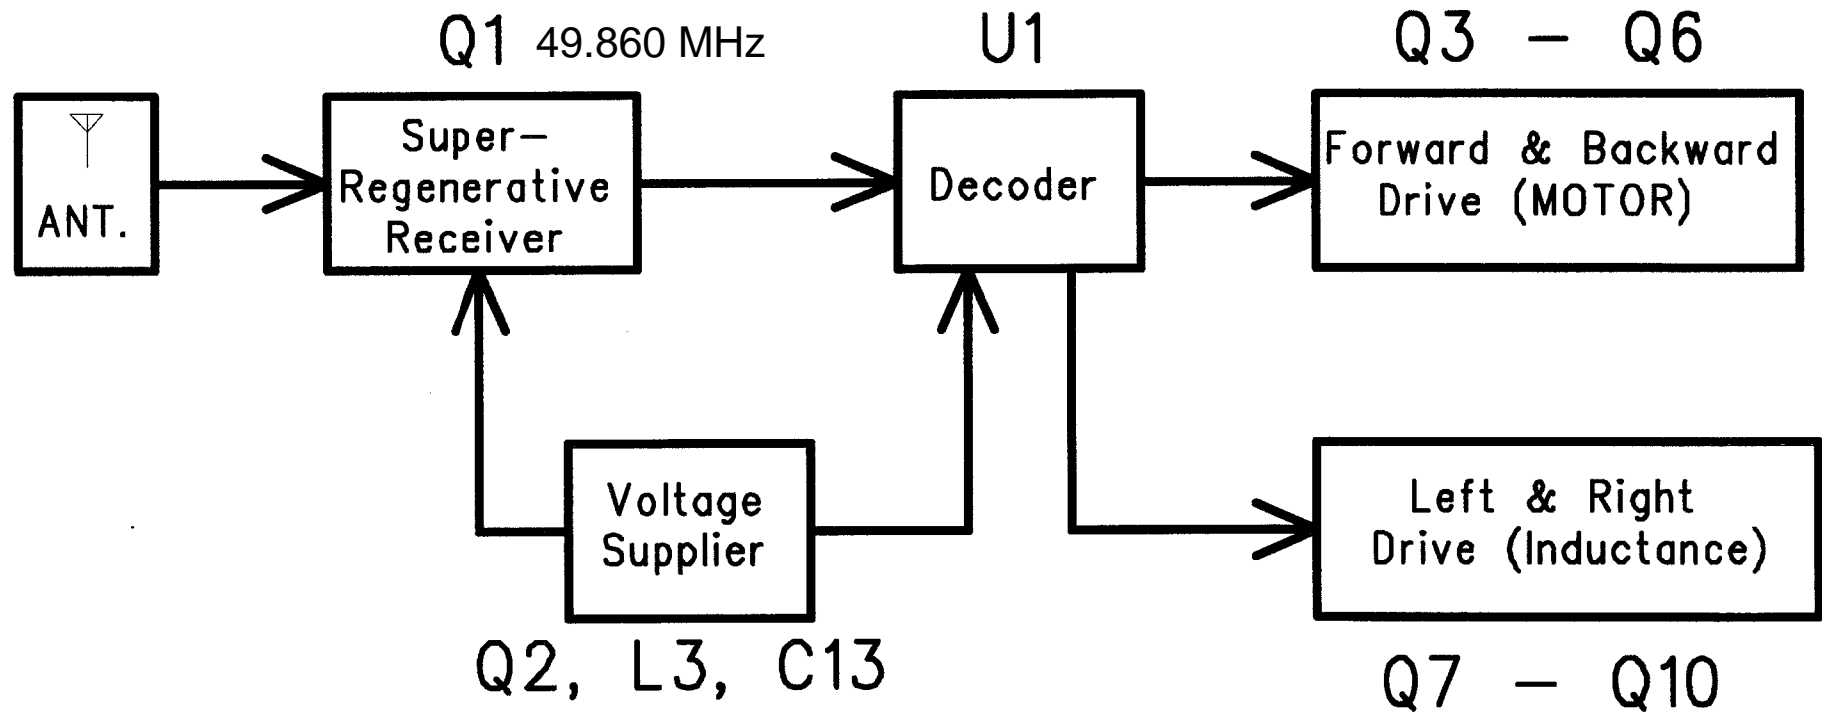 Q1 49.860 MHz
U1
Q3 – Q6
ANT.
Super–
Regenerative
Receiver
Decoder
Forward & Backward
Drive (MOTOR)
Voltage
Supplier
Q2, L3, C13
Left & Right
Drive (Inductance)
Q7 – Q10